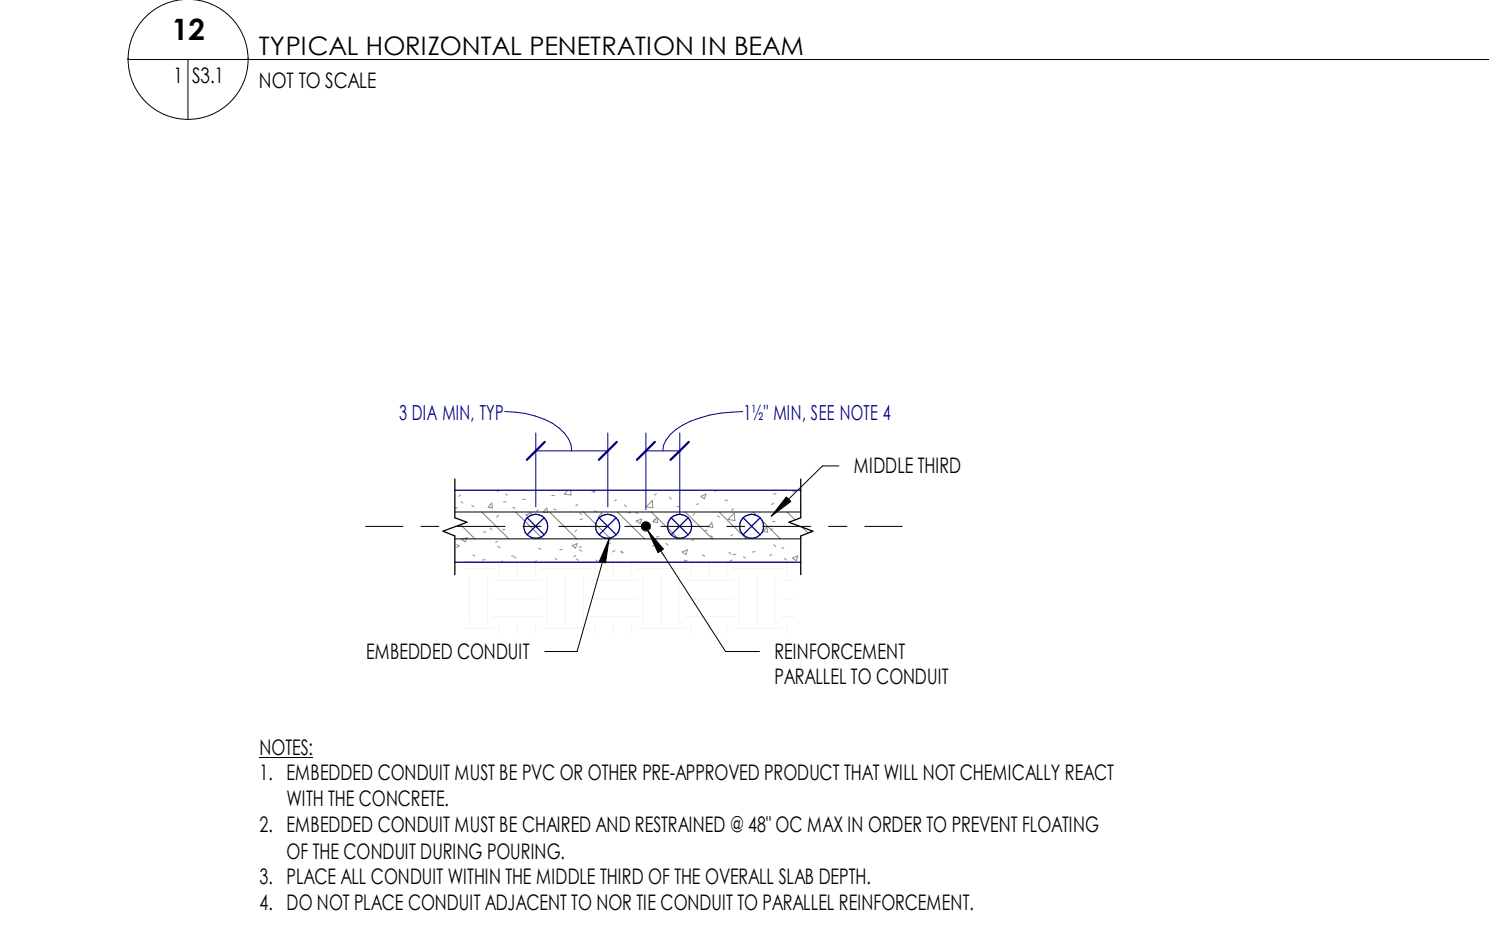 12
TYPICAL HORIZONTAL PENETRATION IN BEAM
1 S3.1
NOT TO SCALE
3 DIA MIN, TYP
1½" MIN, SEE NOTE 4
MIDDLE THIRD
EMBEDDED CONDUIT
REINFORCEMENT
PARALLEL TO CONDUIT
NOTES:
1. EMBEDDED CONDUIT MUST BE PVC OR OTHER PRE-APPROVED PRODUCT THAT WILL NOT CHEMICALLY REACT
WITH THE CONCRETE.
2. EMBEDDED CONDUIT MUST BE CHAIRED AND RESTRAINED @ 48" OC MAX IN ORDER TO PREVENT FLOATING
OF THE CONDUIT DURING POURING.
3. PLACE ALL CONDUIT WITHIN THE MIDDLE THIRD OF THE OVERALL SLAB DEPTH.
4. DO NOT PLACE CONDUIT ADJACENT TO NOR TIE CONDUIT TO PARALLEL REINFORCEMENT.